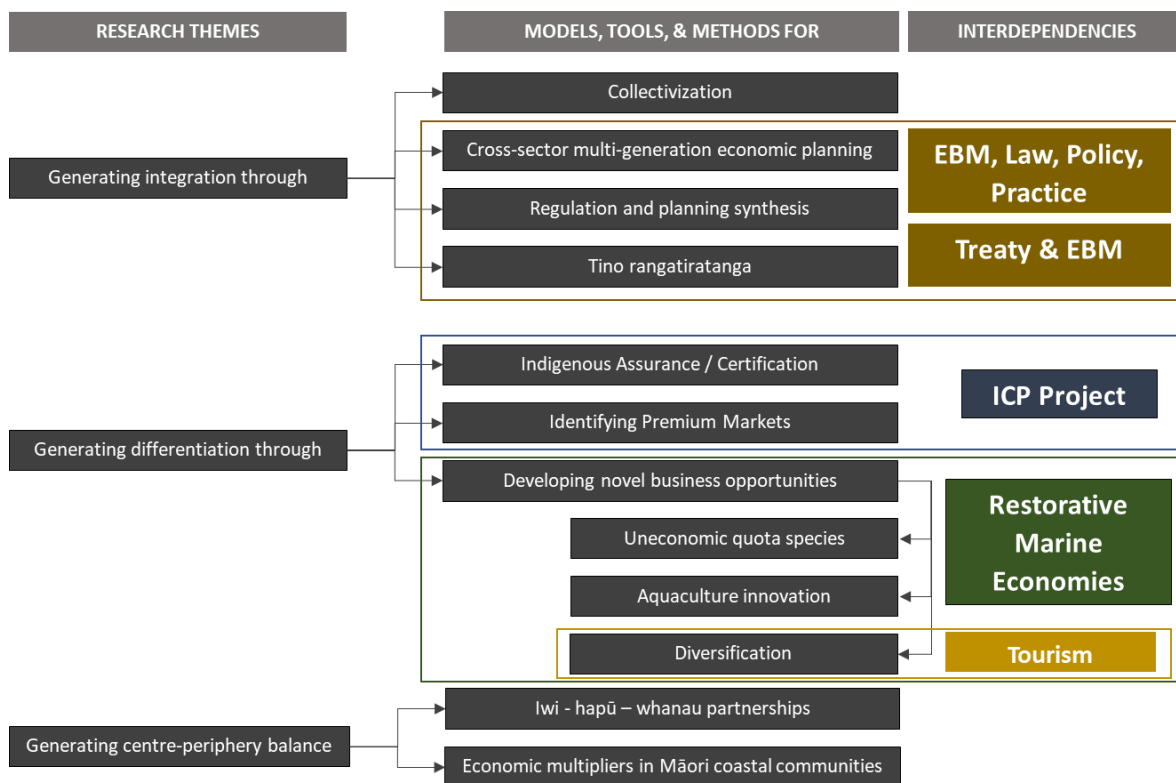 RESEARCH THEMES
MODELS, TOOLS, & METHODS FOR
INTERDEPENDENCIES
Collectivization
Generating integration through
Cross-sector multi-generation economic planning
Regulation and planning synthesis
Tino rangatiratanga
EBM, Law, Policy,
Practice
Treaty & EBM
Generating differentiation through
Indigenous Assurance / Certification
Identifying Premium Markets
ICP Project
Developing novel business opportunities
Uneconomic quota species
Aquaculture innovation
Diversification
Restorative
Marine
Economies
Tourism
Generating centre-periphery balance
Iwi - hapū – whanau partnerships
Economic multipliers in Māori coastal communities